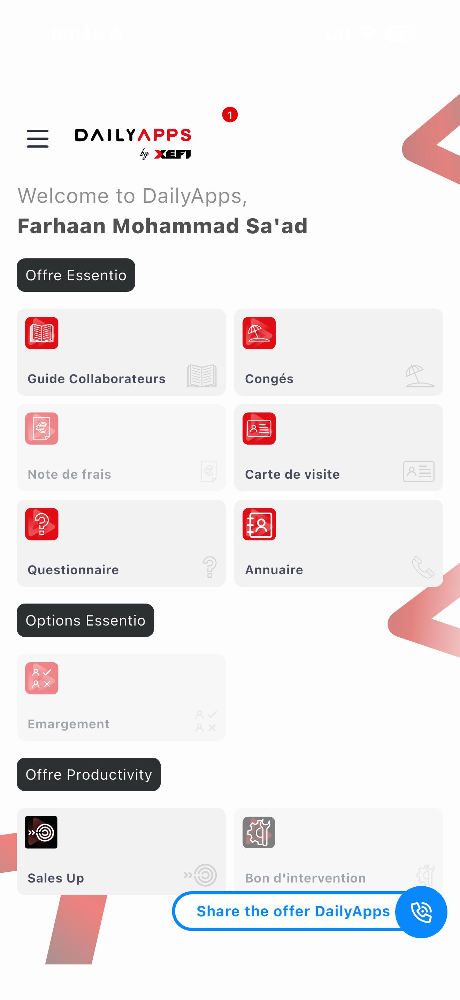 00:48
1
DAILYAPPS
by XEFI
Welcome to DailyApps,
Farhaan Mohammad Sa'ad
Offre Essentio
Guide Collaborateurs
Congés
Note de frais
Carte de visite
Questionnaire
Annuaire
Options Essentio
Emargement
Offre Productivity
Sales Up
Bon d'intervention
Share the offer DailyApps